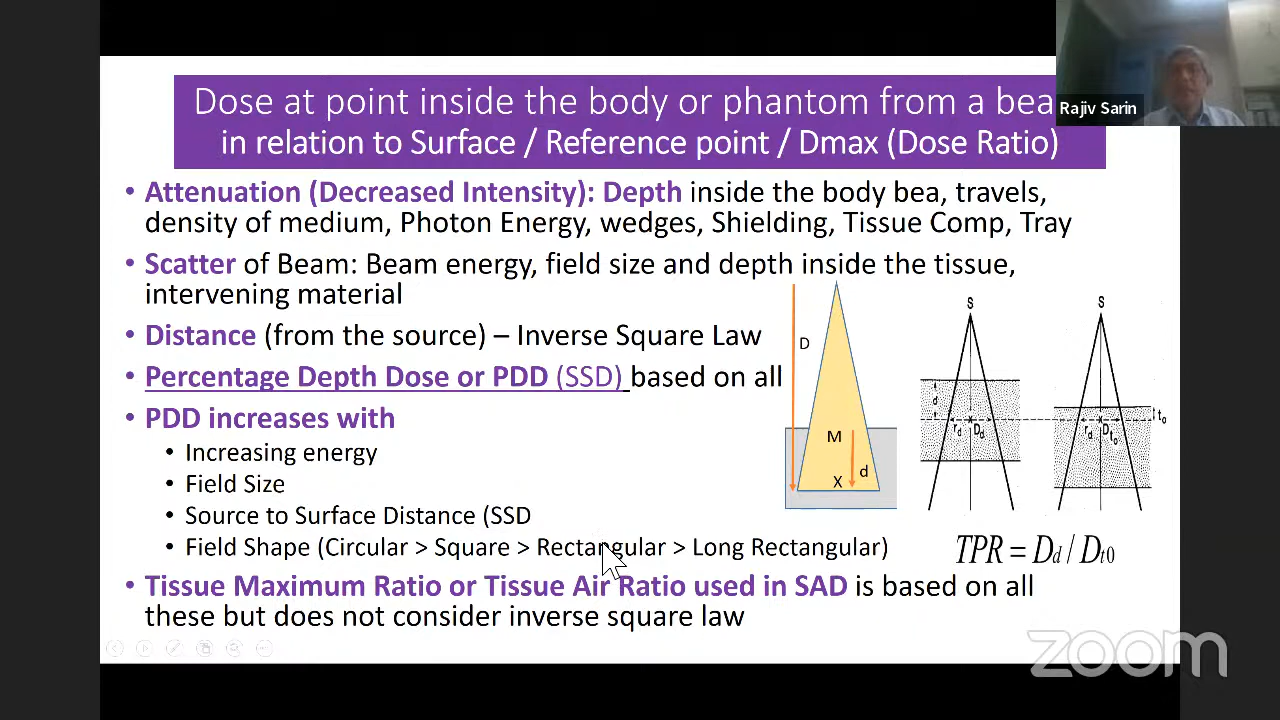 Dose at point inside the body or phantom from a bea
in relation to Surface / Reference point / Dmax (Dose Ratio)
Rajiv Sarin
• Attenuation (Decreased Intensity): Depth inside the body bea, travels,
density of medium, Photon Energy, wedges, Shielding, Tissue Comp, Tray
• Scatter of Beam: Beam energy, field size and depth inside the tissue,
intervening material
• Distance (from the source) – Inverse Square Law
• Percentage Depth Dose or PDD (SSD) based on all
• PDD increases with
• Increasing energy
• Field Size
• Source to Surface Distance (SSD
• Field Shape (Circular > Square > Rectangular > Long Rectangular)
• Tissue Maximum Ratio or Tissue Air Ratio used in SAD is based on all
these but does not consider inverse square law
D
M
d
X
S
d
rd
Dd
S
to
rd
Dto
TPR = Dd / Dt0
zoom